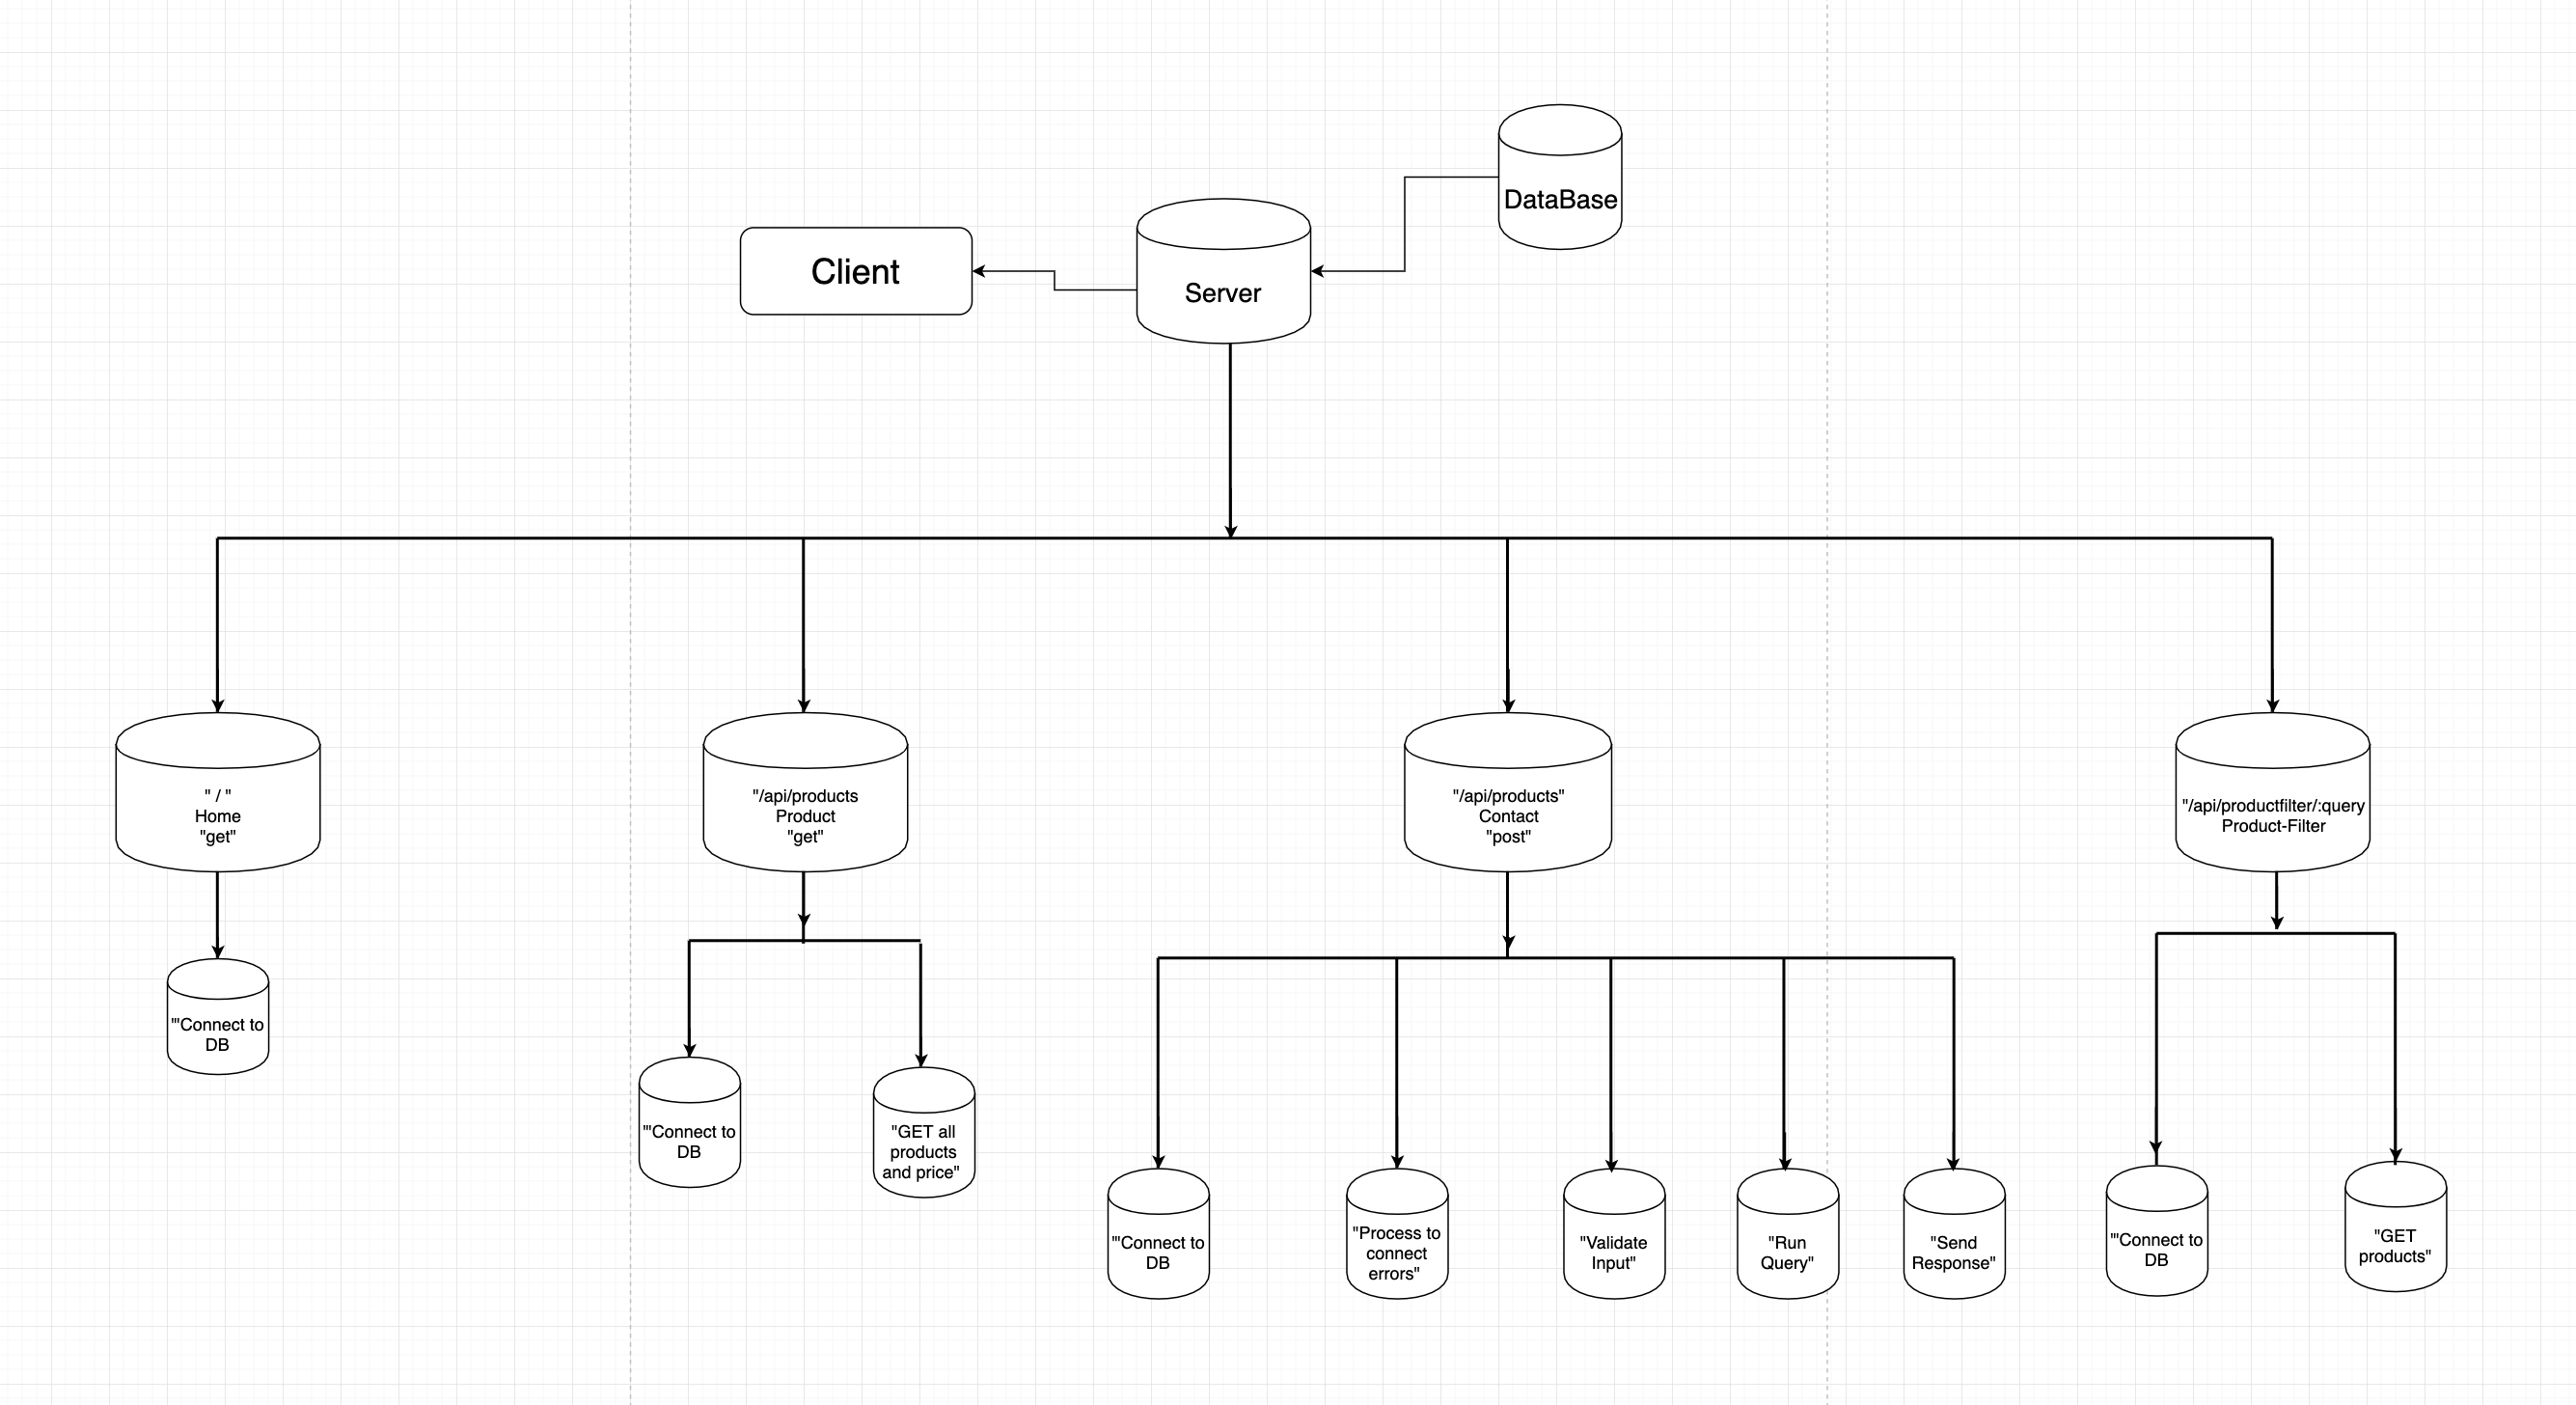 DataBase
Client
Server
" / "
Home
"get"
"/api/products
Product
"get"
"/api/products"
Contact
"post"
"/api/productfilter/:query
Product-Filter
'"Connect to
DB
'"Connect to
DB
"GET all
products
and price"
'"Connect to
DB
"Process to
connect
errors"
"Validate
Input"
"Run
Query"
"Send
Response"
'"Connect to
DB
"GET
products"